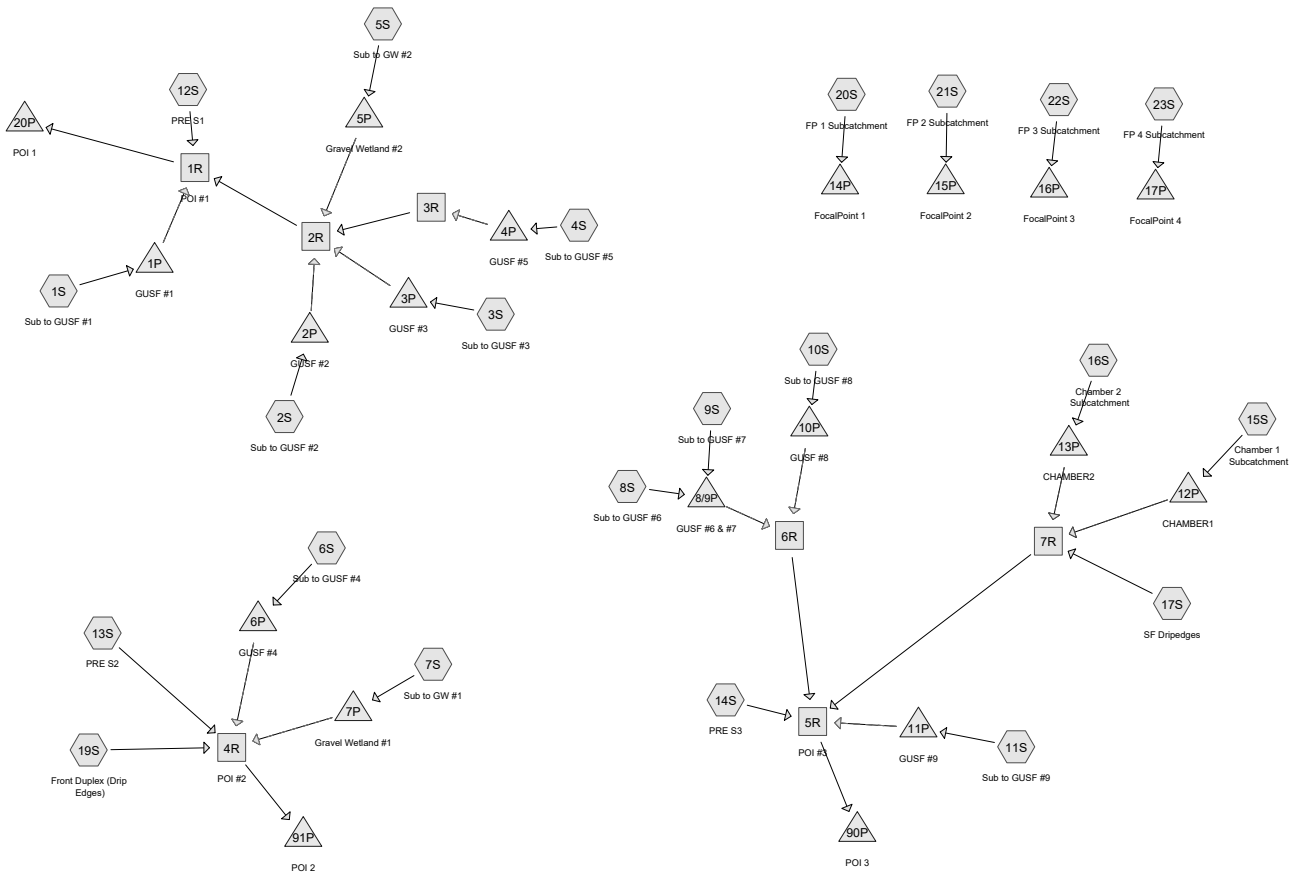 5S
Sub to GW #2
12S
PRE S1
20P
POI 1
5P
Gravel Wetland #2
1R
POI #1
3R
4P
GUSF #5
4S
Sub to GUSF #5
2R
1P
GUSF #1
1S
Sub to GUSF #1
3P
GUSF #3
3S
Sub to GUSF #3
2P
GUSF #2
2S
Sub to GUSF #2
20S
FP 1 Subcatchment
14P
FocalPoint 1
21S
FP 2 Subcatchment
15P
FocalPoint 2
22S
FP 3 Subcatchment
16P
FocalPoint 3
23S
FP 4 Subcatchment
17P
FocalPoint 4
10S
Sub to GUSF #8
10P
GUSF #8
9S
Sub to GUSF #7
8S
Sub to GUSF #6
8/9P
GUSF #6 & #7
6R
16S
Chamber 2
Subcatchment
13P
CHAMBER2
15S
Chamber 1
Subcatchment
12P
CHAMBER1
7R
17S
SF Dripedges
6S
Sub to GUSF #4
6P
GUSF #4
13S
PRE S2
7S
Sub to GW #1
7P
Gravel Wetland #1
19S
Front Duplex (Drip
Edges)
4R
POI #2
91P
POI 2
14S
PRE S3
5R
POI #3
11P
GUSF #9
11S
Sub to GUSF #9
90P
POI 3